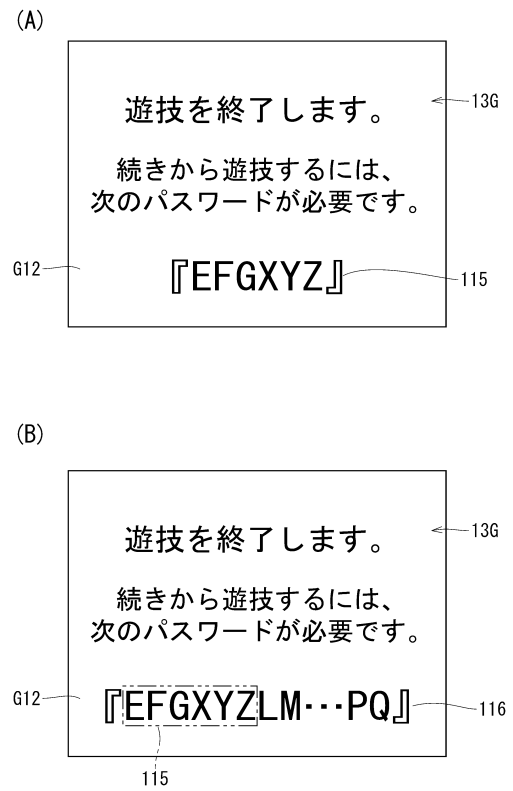 (A)
遊技を終了します。
13G
続きから遊技するには、
次のパスワードが必要です。
G12
『EFGXYZ』
115
(B)
遊技を終了します。
13G
続きから遊技するには、
次のパスワードが必要です。
G12
『EFGXYZLM…PQ』
116
115